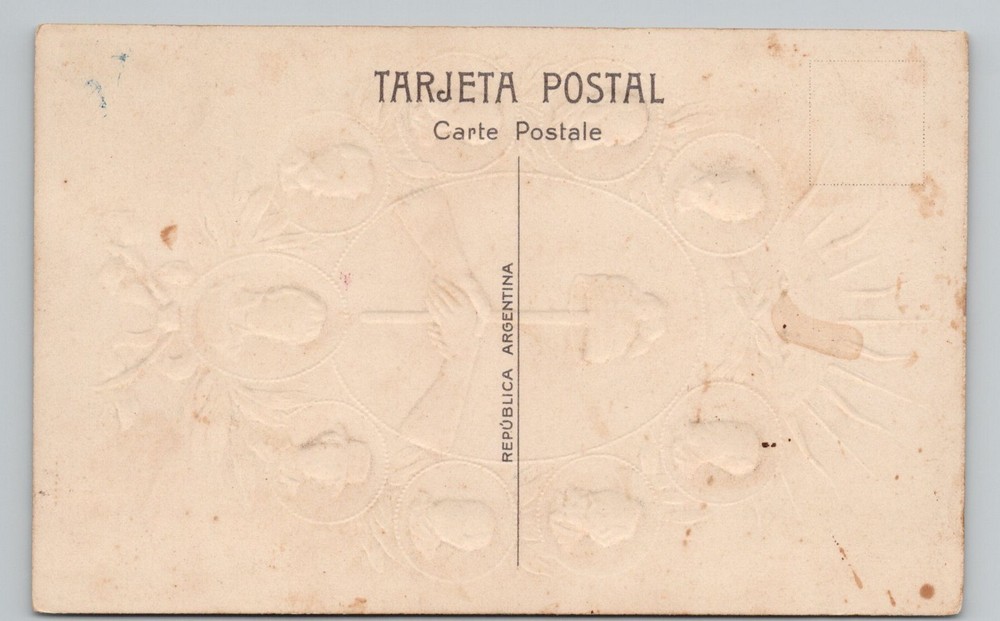 TARJETA POSTAL
Carte Postale
REPÚBLICA ARGENTINA